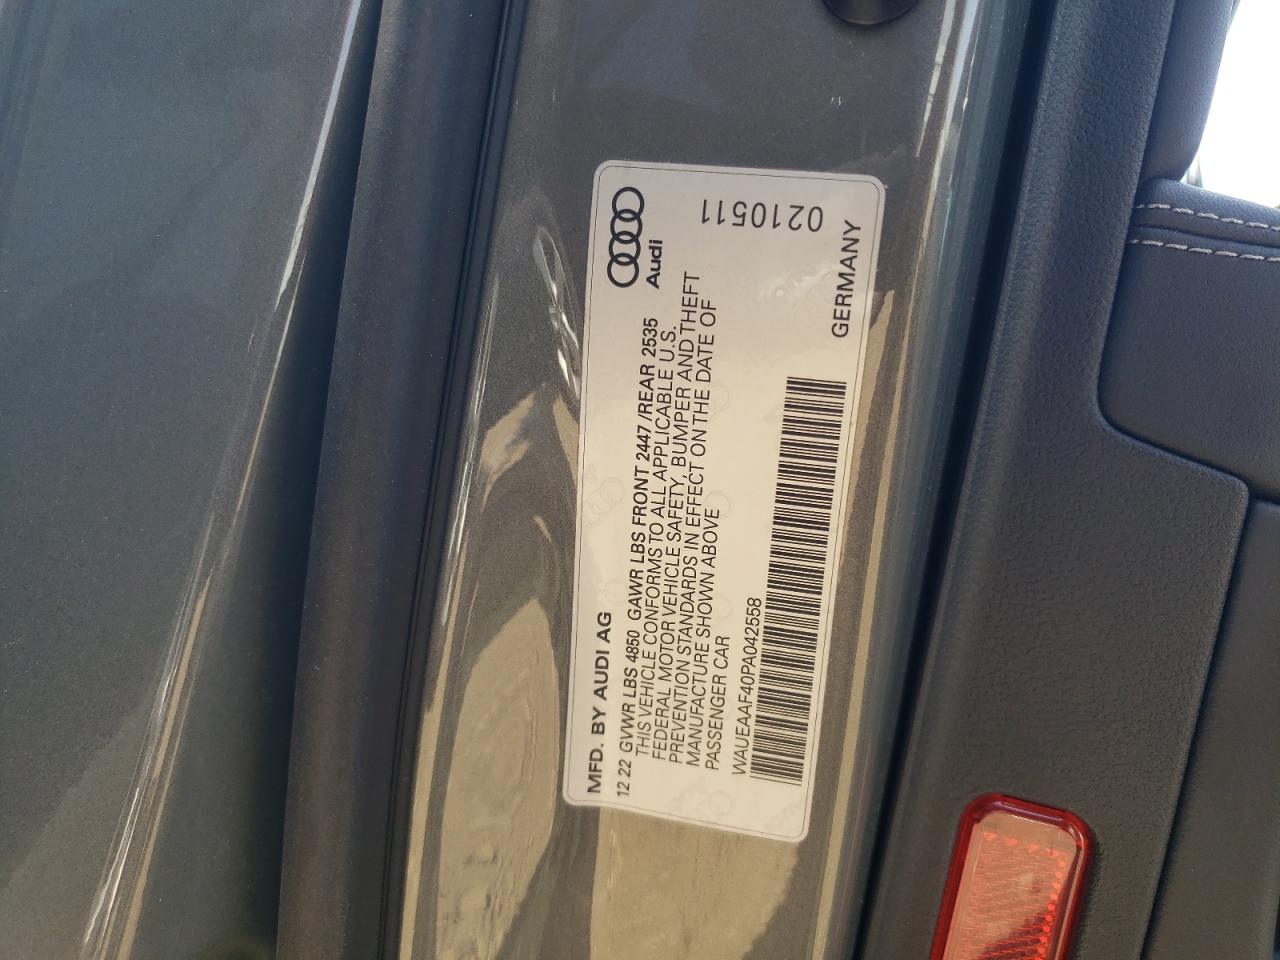 Audi
0210511
MFD. BY AUDI AG
12 22 GVWR LBS 4850 GAWR LBS FRONT 2447 /REAR 2535
THIS VEHICLE CONFORMS TO ALL APPLICABLE U.S.
FEDERAL MOTOR VEHICLE SAFETY, BUMPER AND THEFT
PREVENTION STANDARDS IN EFFECT ON THE DATE OF
MANUFACTURE SHOWN ABOVE
PASSENGER CAR
WAUEAAF40PA042558
GERMANY